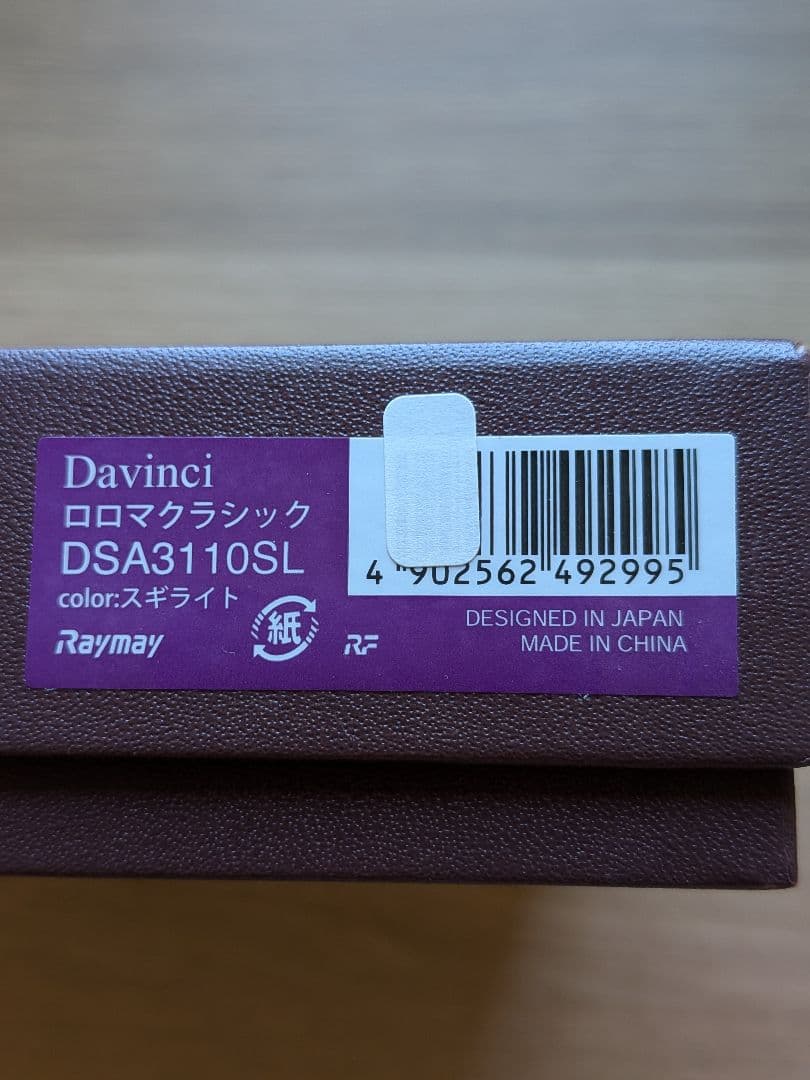 Davinci
ロロマクラシック
DSA3110SL
color:スギライト
Raymay
紙
RF
4 902562 492995
DESIGNED IN JAPAN
MADE IN CHINA